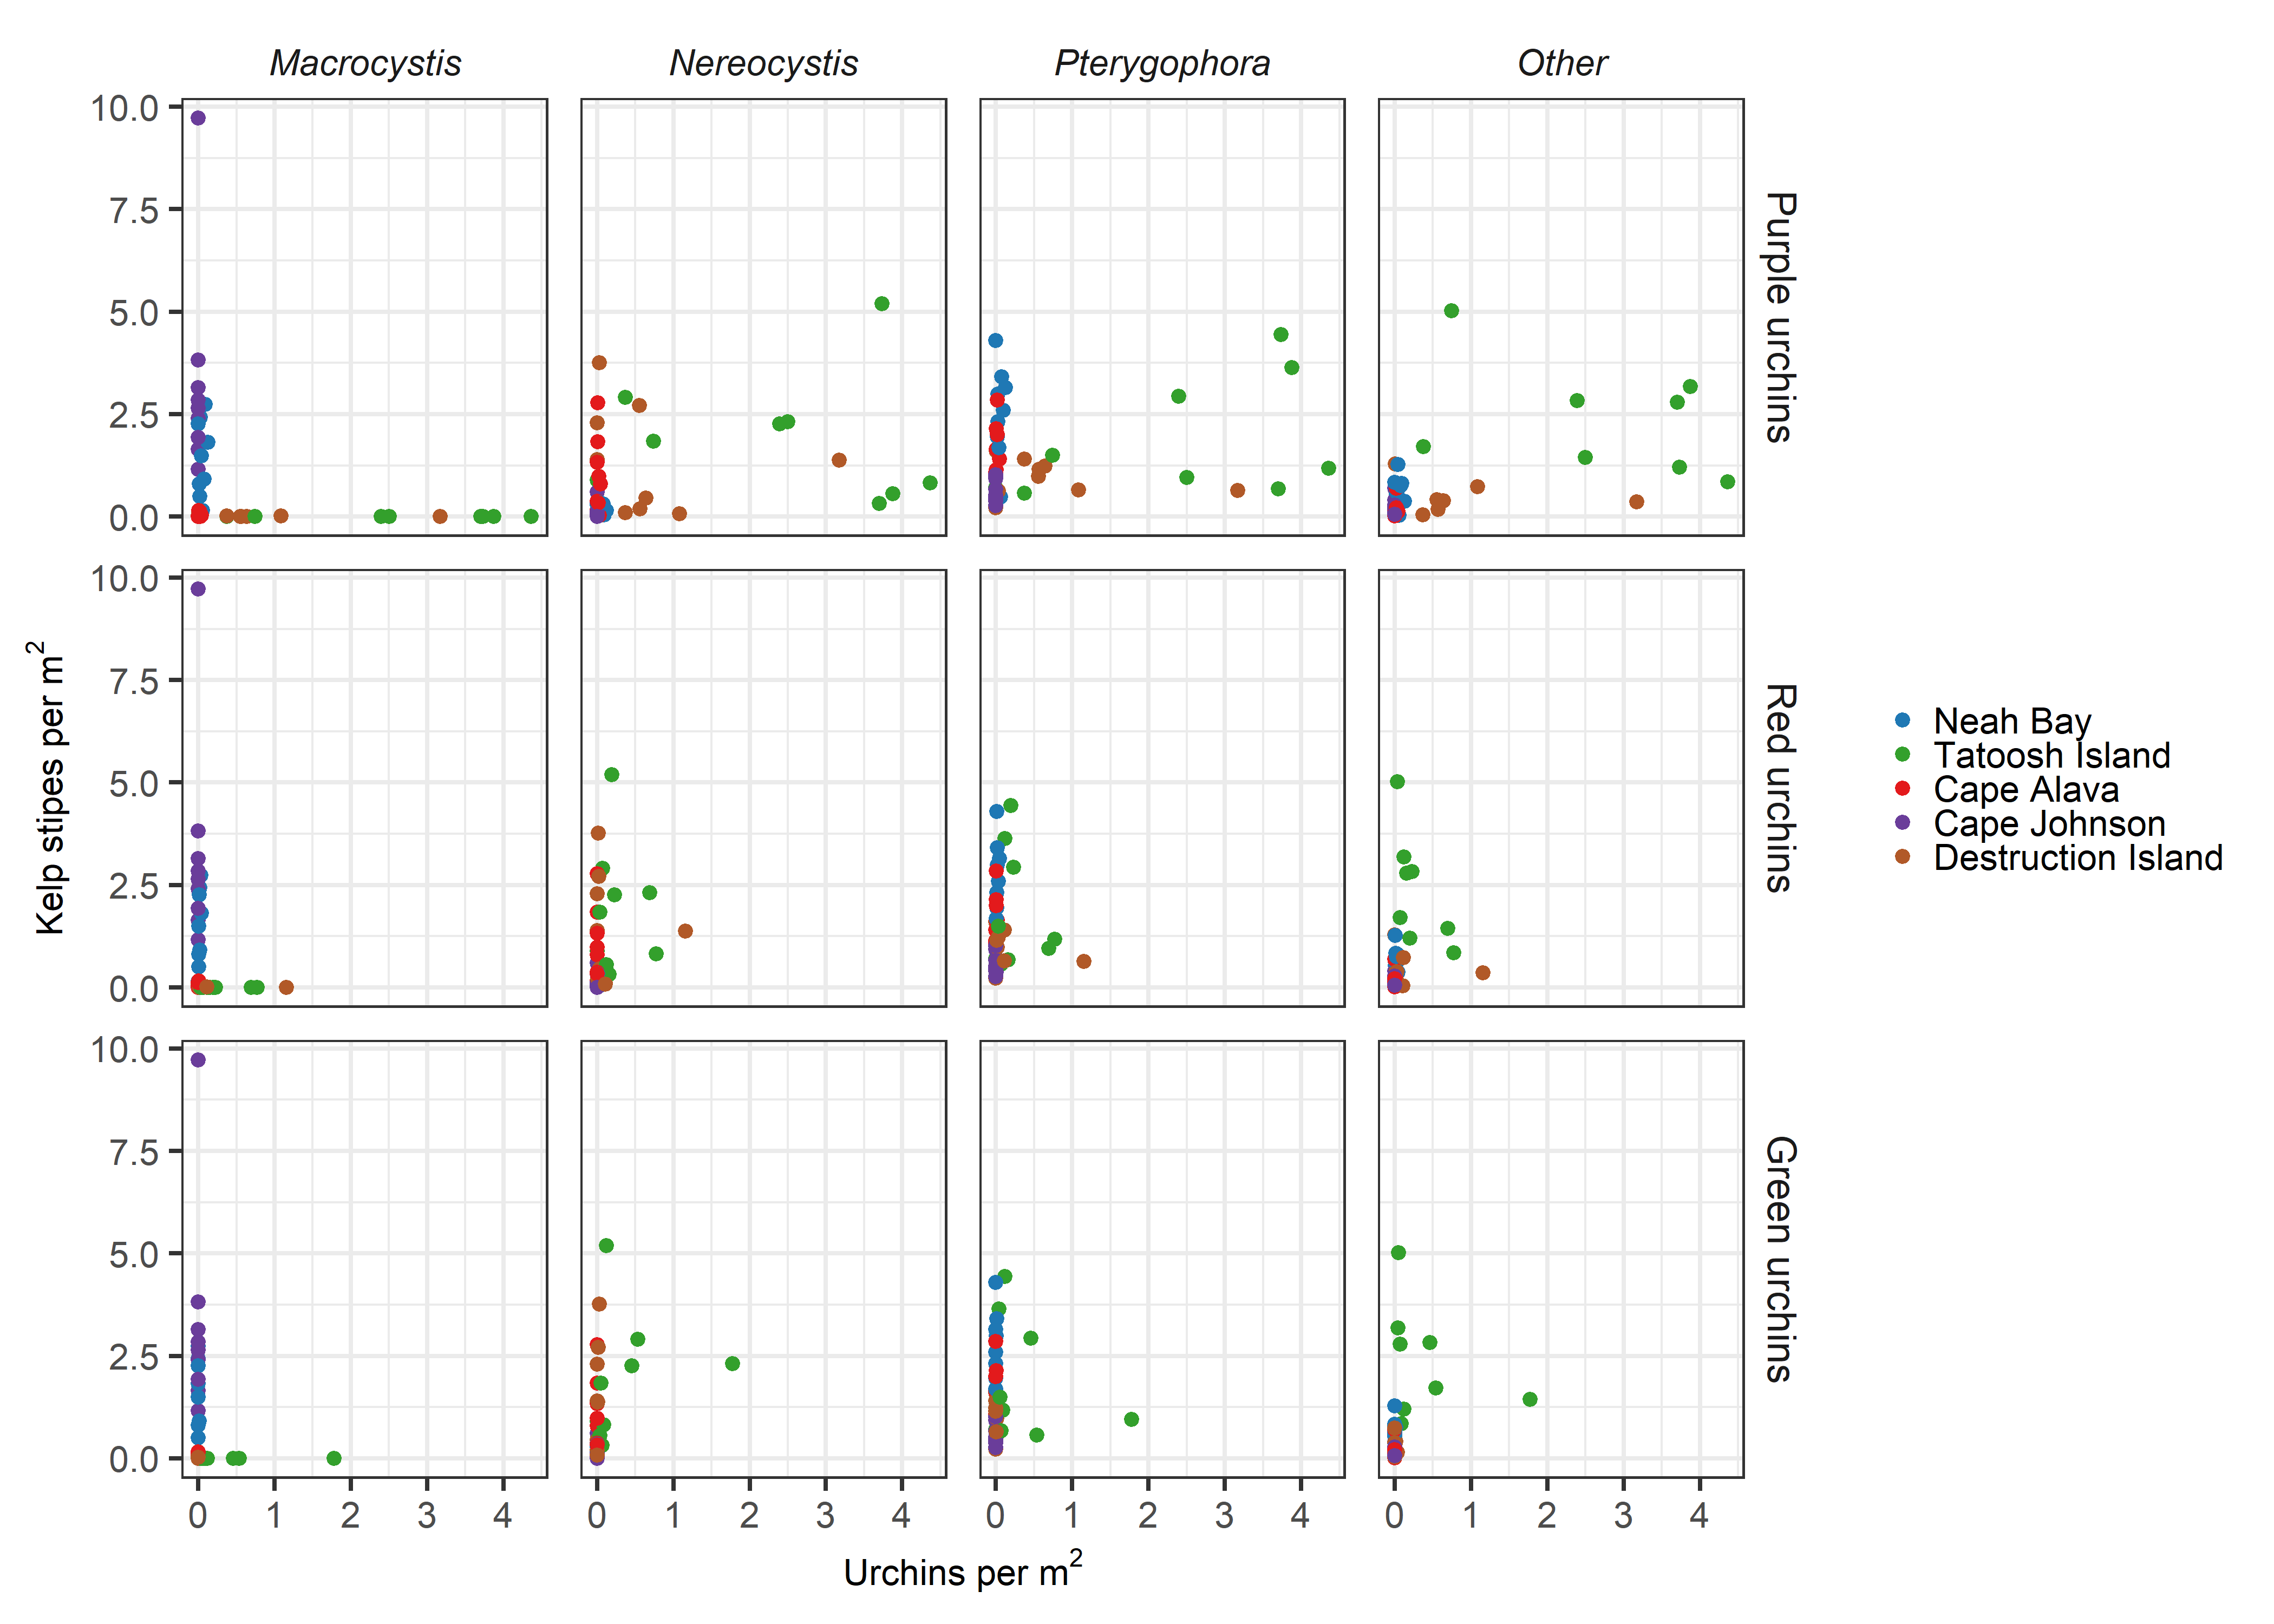 Macrocystis Nereocystis Pterygophora Other
10.0
7.5
5.0
2.5
0.0
Purple urchins
10.0
7.5
5.0
2.5
0.0
Red urchins
10.0
7.5
5.0
2.5
0.0
Green urchins
Kelp stipes per m²
0 1 2 3 4 0 1 2 3 4 0 1 2 3 4 0 1 2 3 4
Urchins per m²
Neah Bay
Tatoosh Island
Cape Alava
Cape Johnson
Destruction Island